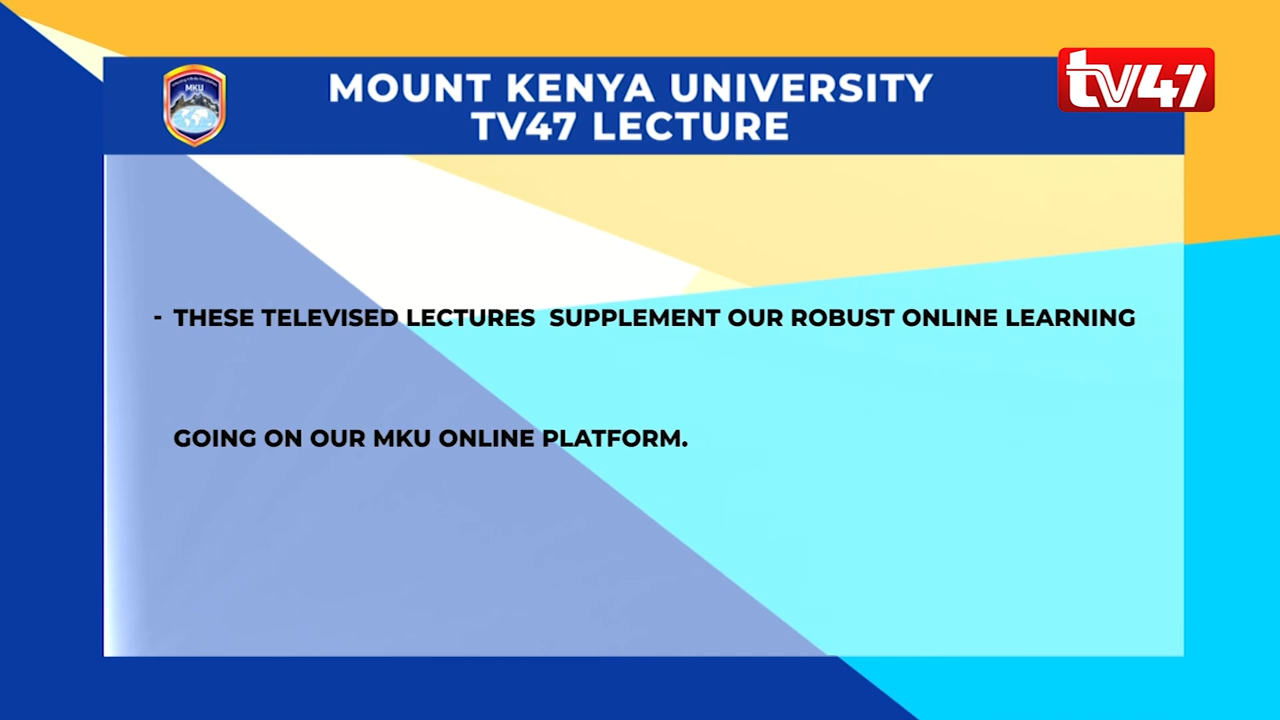 MOUNT KENYA UNIVERSITY
TV47 LECTURE
tv47
MKU
- THESE TELEVISED LECTURES  SUPPLEMENT OUR ROBUST ONLINE LEARNING
GOING ON OUR MKU ONLINE PLATFORM.